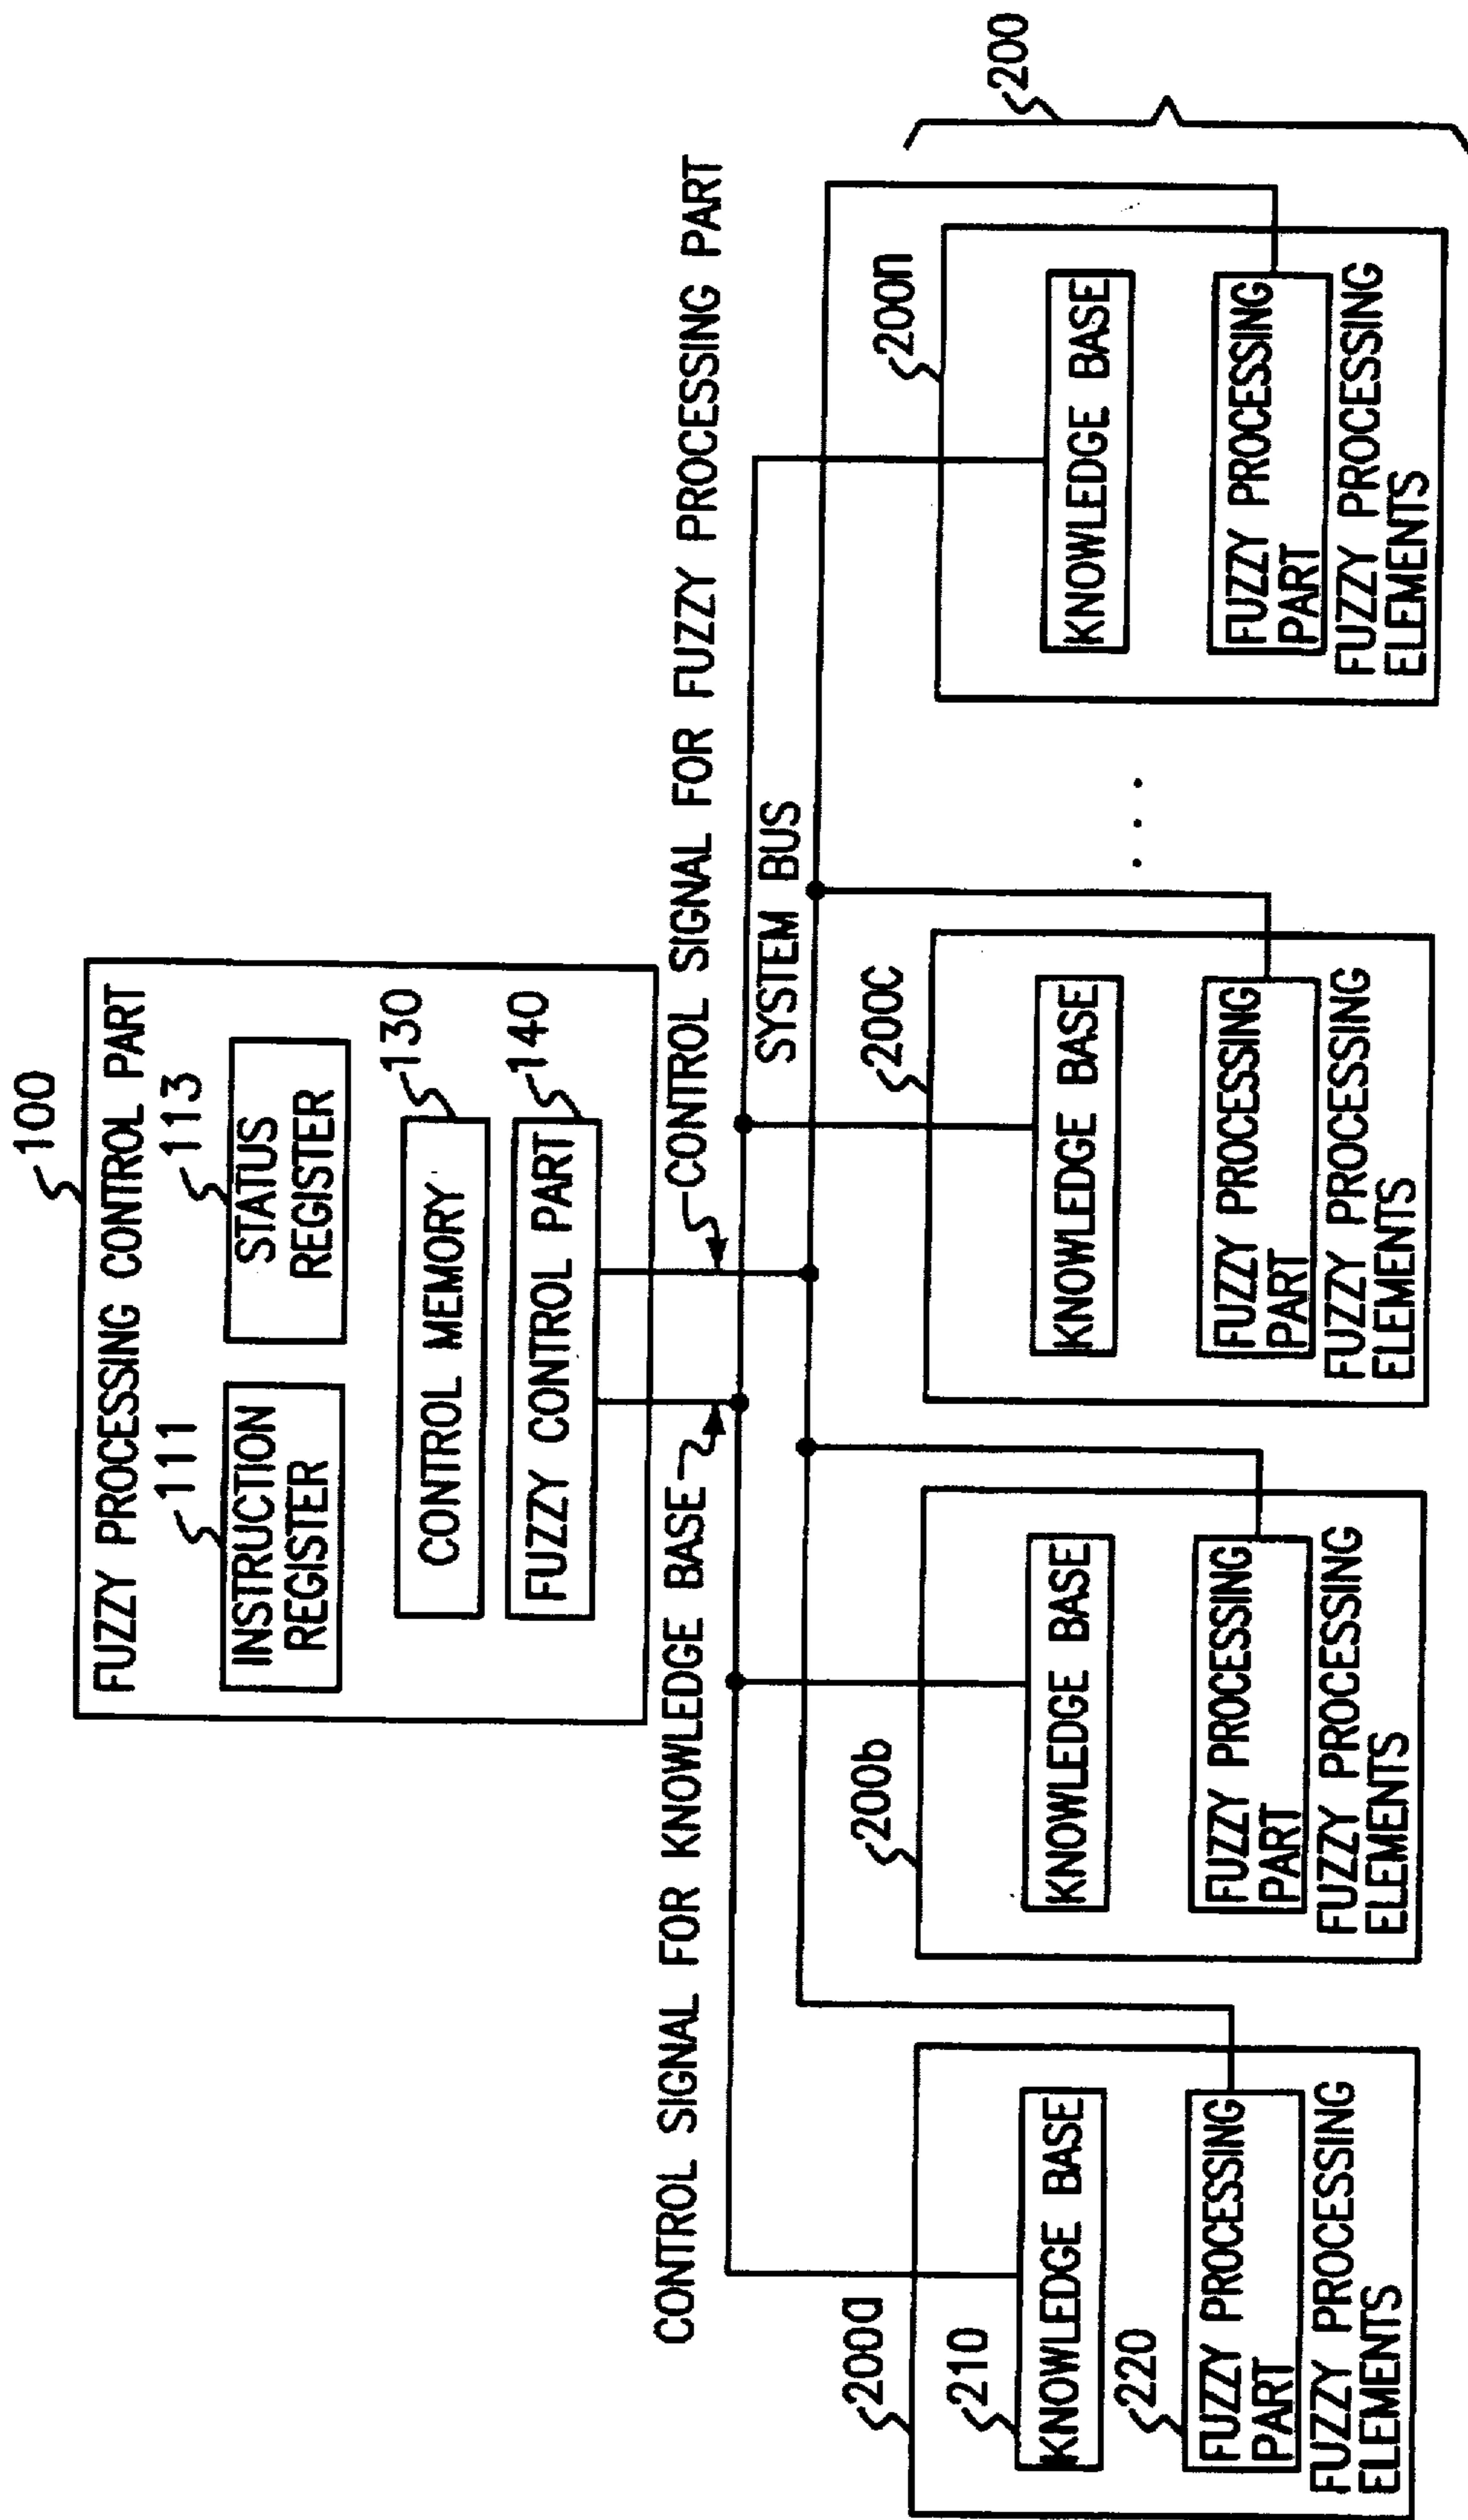 100
FUZZY PROCESSING CONTROL PART
111
113
INSTRUCTION
REGISTER
STATUS
REGISTER
130
CONTROL MEMORY
140
FUZZY CONTROL PART
CONTROL SIGNAL FOR KNOWLEDGE BASE
CONTROL SIGNAL FOR FUZZY PROCESSING PART
SYSTEM BUS
200
200a
210
KNOWLEDGE BASE
220
FUZZY PROCESSING
PART
FUZZY PROCESSING
ELEMENTS
200b
KNOWLEDGE BASE
FUZZY PROCESSING
PART
FUZZY PROCESSING
ELEMENTS
200c
KNOWLEDGE BASE
FUZZY PROCESSING
PART
FUZZY PROCESSING
ELEMENTS
. . .
200n
KNOWLEDGE BASE
FUZZY PROCESSING
PART
FUZZY PROCESSING
ELEMENTS